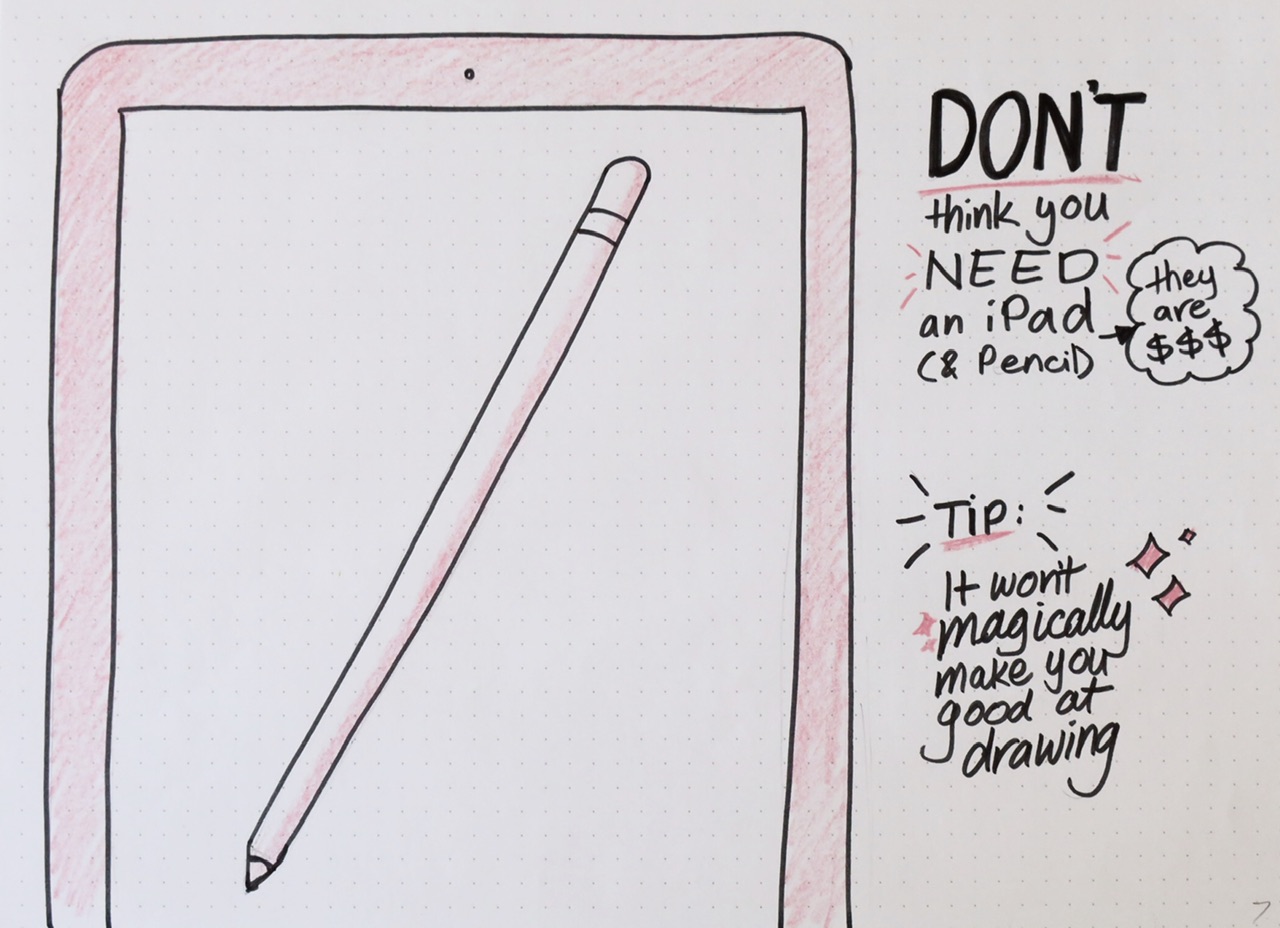 DON'T
think you
NEED
an iPad
(& Pencil)
they
are
$$$
TIP:
It won't
magically
make you
good at
drawing
7